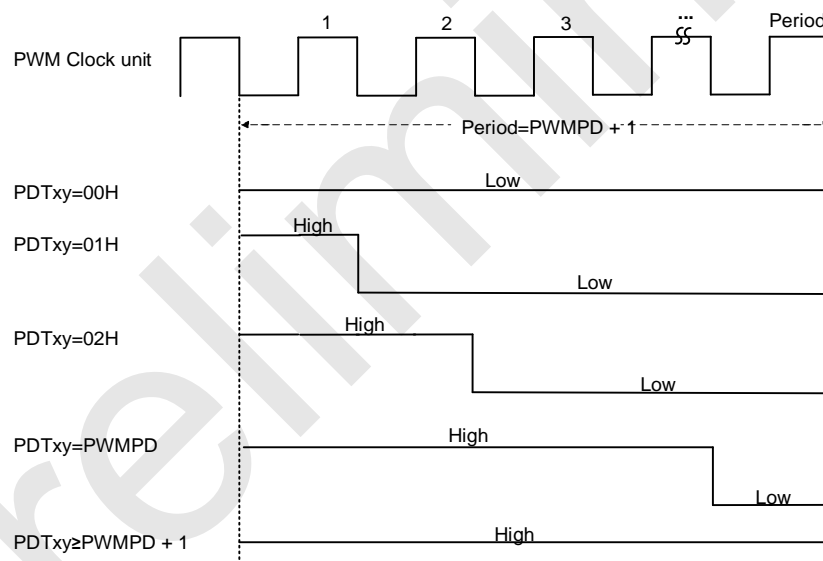 1 2 3 ... Period
PWM Clock unit
Period=PWMPD + 1
PDTxy=00H
Low
High
PDTxy=01H
Low
High
PDTxy=02H
Low
PDTxy=PWMPD
High
Low
PDTxy≥PWMPD + 1
High
relimi